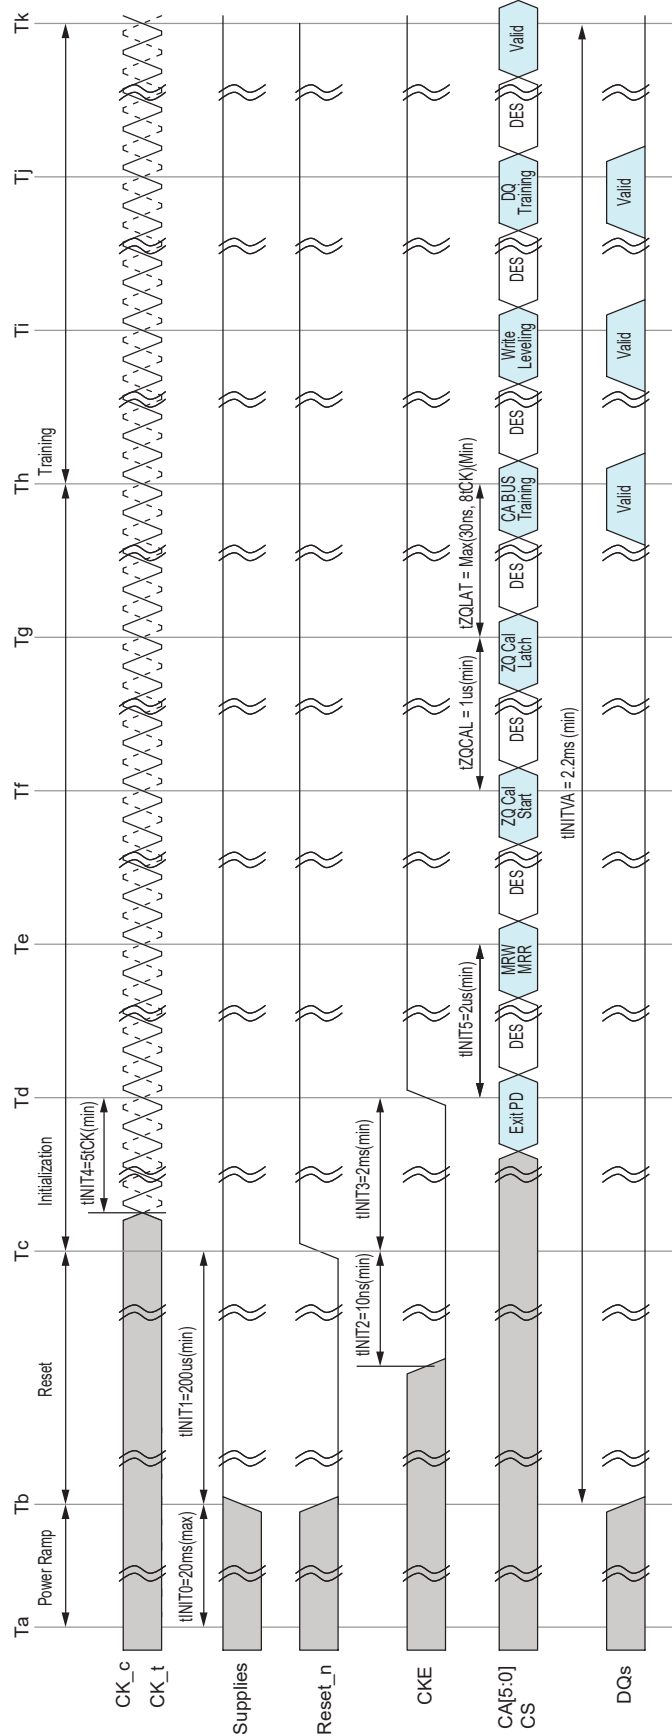 Ta
Tb
Tc
Td
Te
Tf
Tg
Th
Ti
Tj
Tk
Power Ramp
Reset
Initialization
Training
CK_c
CK_t
tINIT4=5tCK(min)
tINIT0=20ms(max)
tINIT1=200us(min)
Supplies
Reset_n
tINIT2=10ns(min)
tINIT3=2ms(min)
CKE
tINIT5=2us(min)
tZQCAL = 1us(min)
tZQLAT = Max(30ns, 8tCK)(Min)
CA[5:0]
CS
Exit PD
DES
MRW
MRR
DES
ZQ Cal
Start
DES
ZQ Cal
Latch
DES
CA BUS
Training
DES
Write
Leveling
DES
DQ
Training
DES
Valid
tINITVA = 2.2ms (min)
DQs
Valid
Valid
Valid